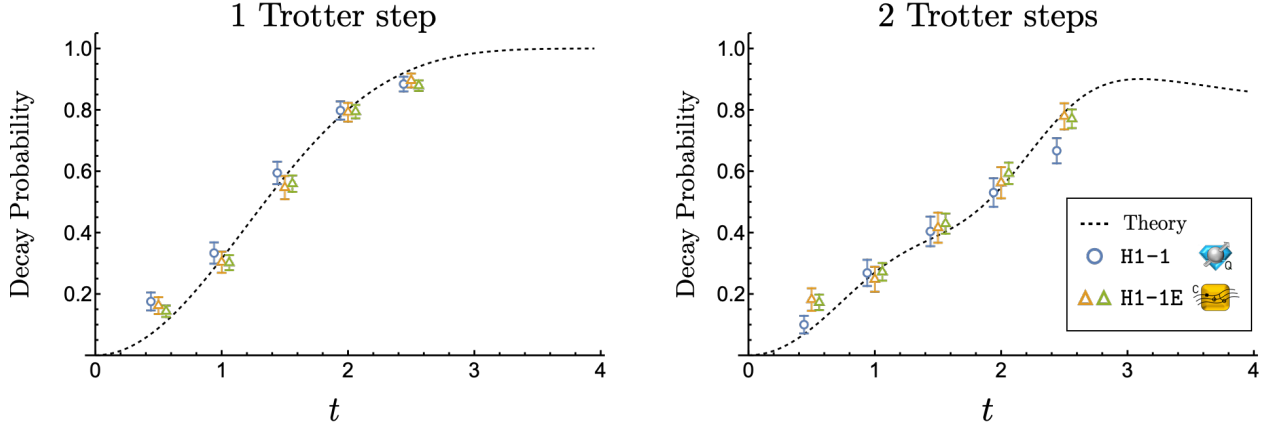 1 Trotter step
Decay Probability
1.0
0.8
0.6
0.4
0.2
0 1 2 3 4
t
2 Trotter steps
Decay Probability
1.0
0.8
0.6
0.4
0.2
0 1 2 3 4
t
Theory
H1-1 Q
H1-1E C